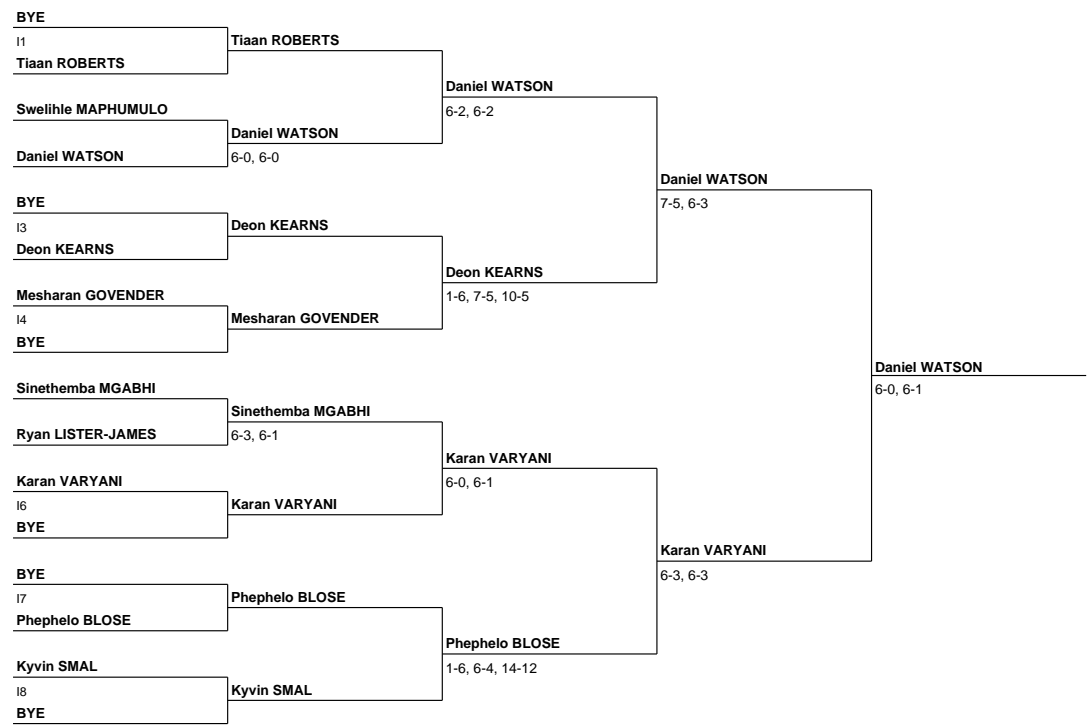 BYE
I1
Tiaan ROBERTS
Swelihle MAPHUMULO
Daniel WATSON
BYE
I3
Deon KEARNS
Mesharan GOVENDER
I4
BYE
Sinethemba MGABHI
Ryan LISTER-JAMES
Karan VARYANI
I6
BYE
BYE
I7
Phephelo BLOSE
Kyvin SMAL
I8
BYE
Tiaan ROBERTS
Daniel WATSON
6-0, 6-0
Deon KEARNS
Mesharan GOVENDER
Sinethemba MGABHI
6-3, 6-1
Karan VARYANI
Phephelo BLOSE
Kyvin SMAL
Daniel WATSON
6-2, 6-2
Deon KEARNS
1-6, 7-5, 10-5
Karan VARYANI
6-0, 6-1
Phephelo BLOSE
1-6, 6-4, 14-12
Daniel WATSON
7-5, 6-3
Karan VARYANI
6-3, 6-3
Daniel WATSON
6-0, 6-1